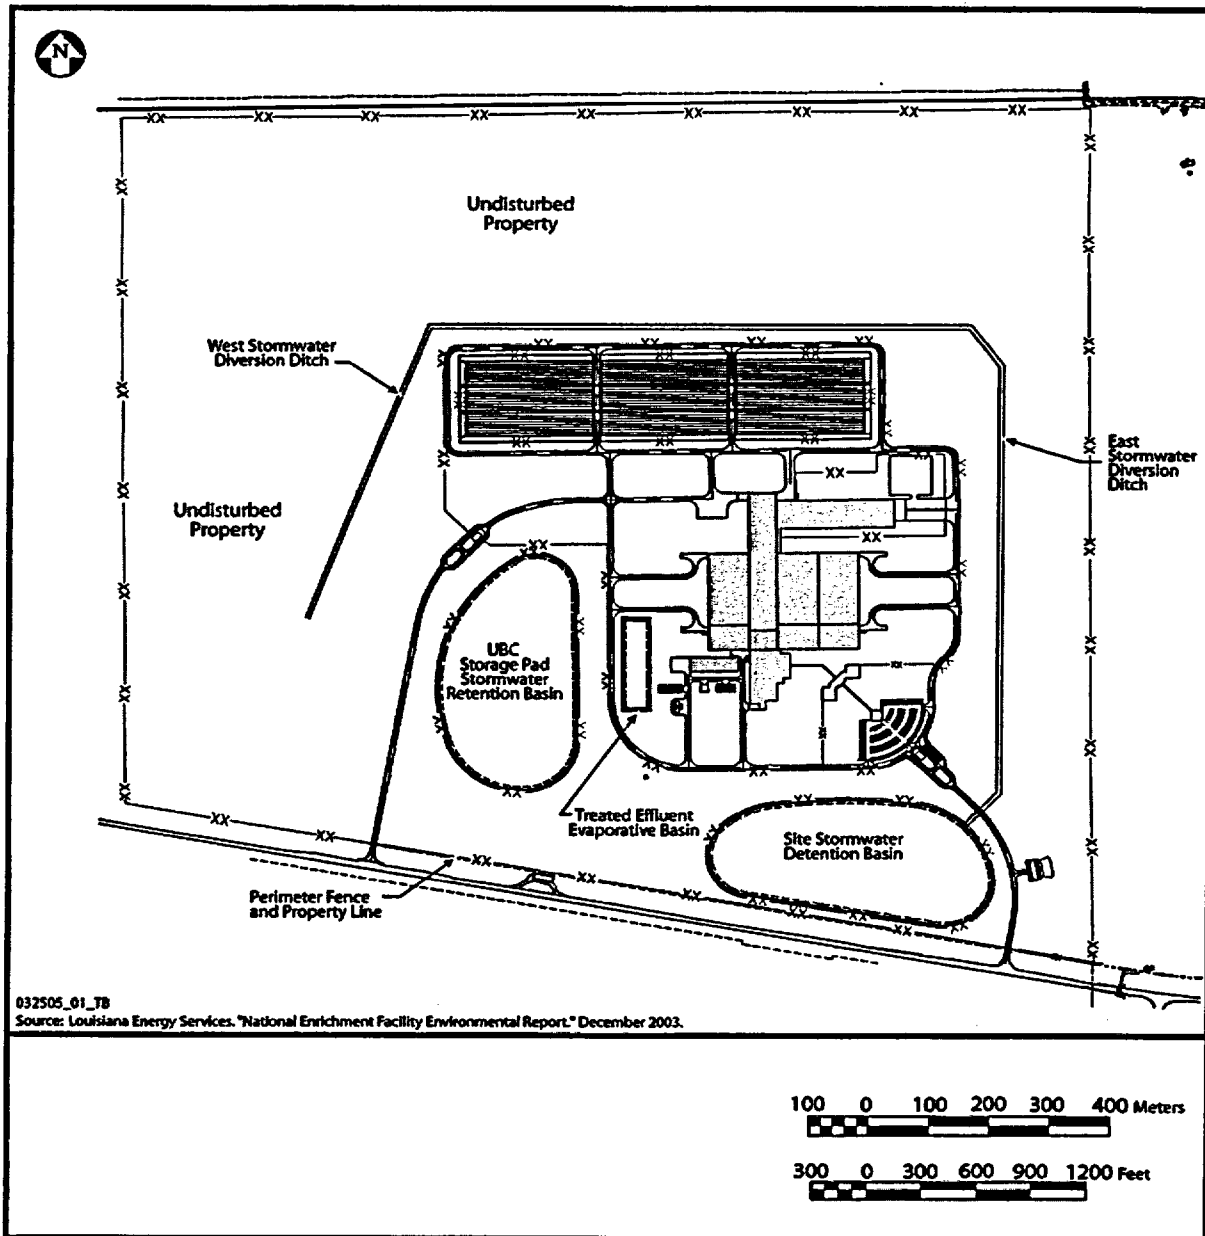 N
Undisturbed
Property
West Stormwater
Diversion Ditch
East
Stormwater
Diversion
Ditch
Undisturbed
Property
UBC
Storage Pad
Stormwater
Retention Basin
Treated Effluent
Evaporative Basin
Site Stormwater
Detention Basin
Perimeter Fence
and Property Line
032505_01_TB
Source: Louisiana Energy Services. "National Enrichment Facility Environmental Report." December 2003.
100 0 100 200 300 400 Meters
300 0 300 600 900 1200 Feet